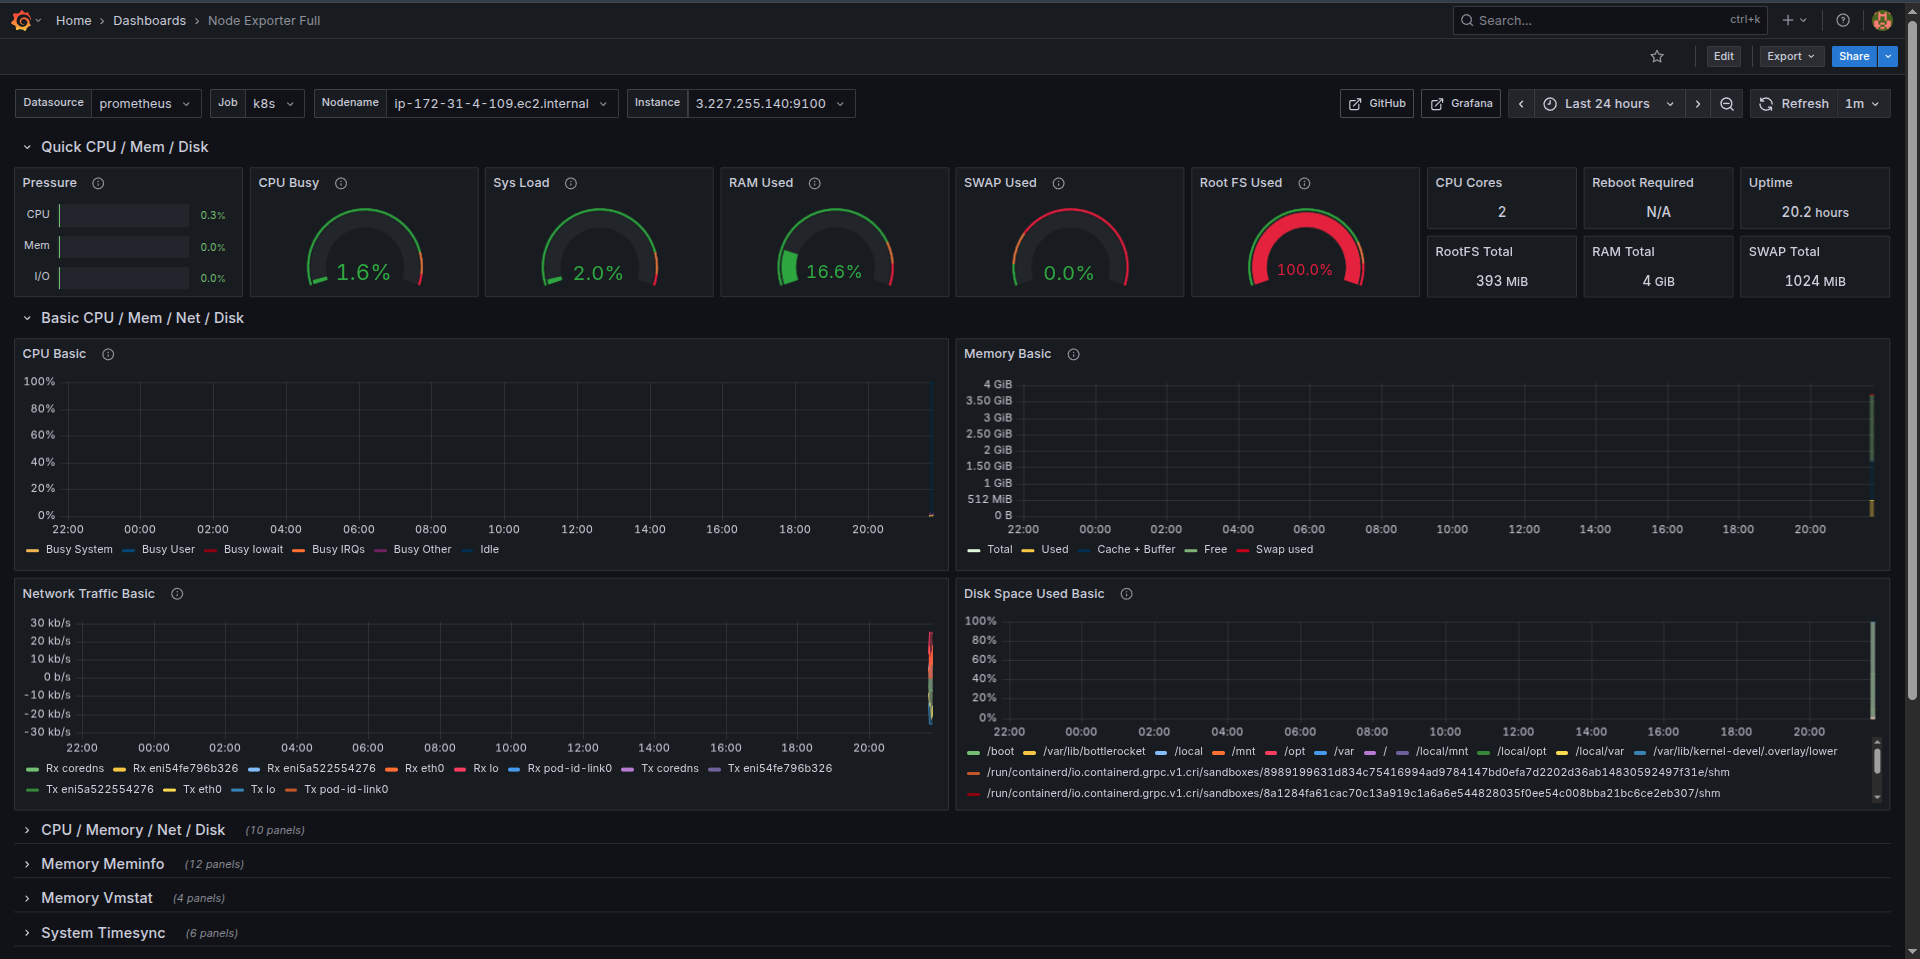 Home › Dashboards › Node Exporter Full
Search... ctrl+k
Edit Export Share
Datasource prometheus Job k8s Nodename ip-172-31-4-109.ec2.internal Instance 3.227.255.140:9100 GitHub Grafana Last 24 hours Refresh 1m
Quick CPU / Mem / Disk
Pressure
CPU 0.3%
Mem 0.0%
I/O 0.0%
CPU Busy
1.6%
Sys Load
2.0%
RAM Used
16.6%
SWAP Used
0.0%
Root FS Used
100.0%
CPU Cores
2
Reboot Required
N/A
Uptime
20.2 hours
RootFS Total
393 MiB
RAM Total
4 GiB
SWAP Total
1024 MiB
Basic CPU / Mem / Net / Disk
CPU Basic
100%
80%
60%
40%
20%
0%
22:00 00:00 02:00 04:00 06:00 08:00 10:00 12:00 14:00 16:00 18:00 20:00
Busy System Busy User Busy Iowait Busy IRQs Busy Other Idle
Memory Basic
4 GiB
3.50 GiB
3 GiB
2.50 GiB
2 GiB
1.50 GiB
1 GiB
512 MiB
0 B
22:00 00:00 02:00 04:00 06:00 08:00 10:00 12:00 14:00 16:00 18:00 20:00
Total Used Cache + Buffer Free Swap used
Network Traffic Basic
30 kb/s
20 kb/s
10 kb/s
0 b/s
-10 kb/s
-20 kb/s
-30 kb/s
22:00 00:00 02:00 04:00 06:00 08:00 10:00 12:00 14:00 16:00 18:00 20:00
Rx coredns Rx eni54fe796b326 Rx eni5a522554276 Rx eth0 Rx lo Rx pod-id-link0 Tx coredns Tx eni54fe796b326
Tx eni5a522554276 Tx eth0 Tx lo Tx pod-id-link0
Disk Space Used Basic
100%
80%
60%
40%
20%
0%
22:00 00:00 02:00 04:00 06:00 08:00 10:00 12:00 14:00 16:00 18:00 20:00
/boot /var/lib/bottlerocket /local /mnt /opt /var / /local/mnt /local/opt /local/var /var/lib/kernel-devel/.overlay/lower
/run/containerd/io.containerd.grpc.v1.cri/sandboxes/8989199631d834c75416994ad9784147bd0efa7d2202d36ab14830592497f31e/shm
/run/containerd/io.containerd.grpc.v1.cri/sandboxes/8a1284fa61cac70c13a919c1a6a6e544828035f0ee54c008bba21bc6ce2eb307/shm
CPU / Memory / Net / Disk (10 panels)
Memory Meminfo (12 panels)
Memory Vmstat (4 panels)
System Timesync (6 panels)